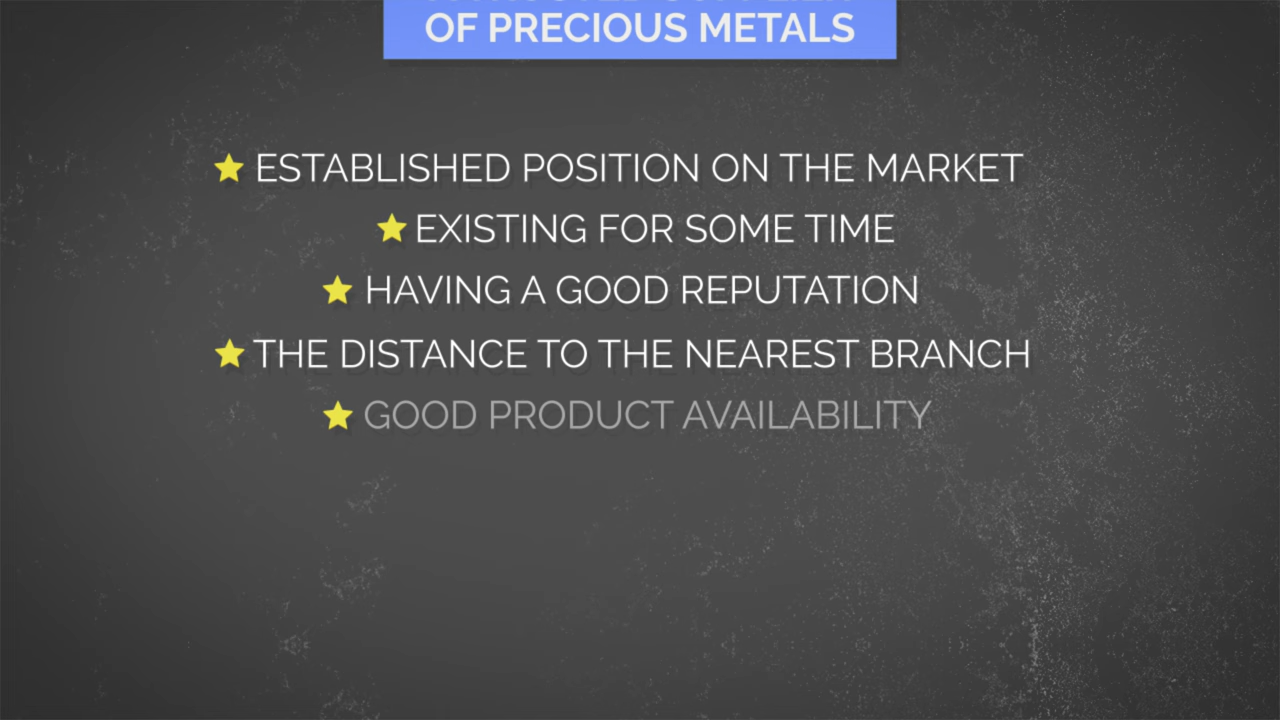 OF PRECIOUS METALS
ESTABLISHED POSITION ON THE MARKET
EXISTING FOR SOME TIME
HAVING A GOOD REPUTATION
THE DISTANCE TO THE NEAREST BRANCH
GOOD PRODUCT AVAILABILITY